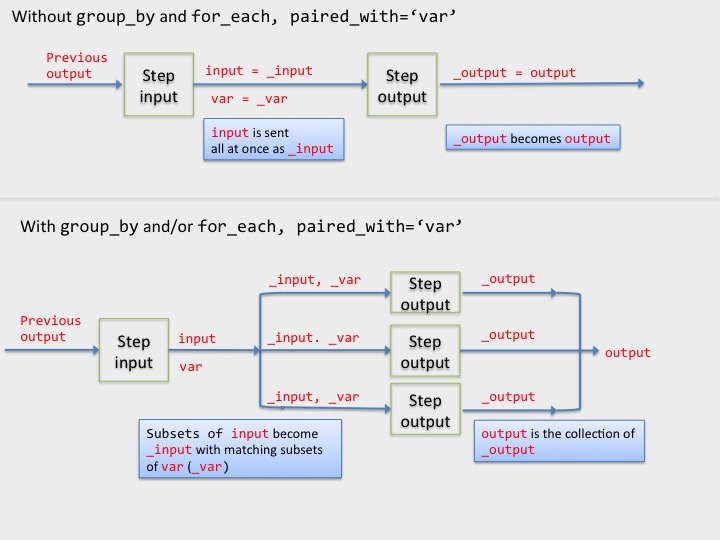 Without group_by and for_each, paired_with=‘var’
Previous
output
Step
input
input = _input
var = _var
Step
output
_output = output
input is sent
all at once as _input
_output becomes output
With group_by and/or for_each, paired_with=‘var’
Previous
output
Step
input
input
var
_input, _var
Step
output
_output
_input. _var
Step
output
_output
output
_input, _var
Step
output
_output
Subsets of input become
_input with matching subsets
of var (_var)
output is the collection of
_output